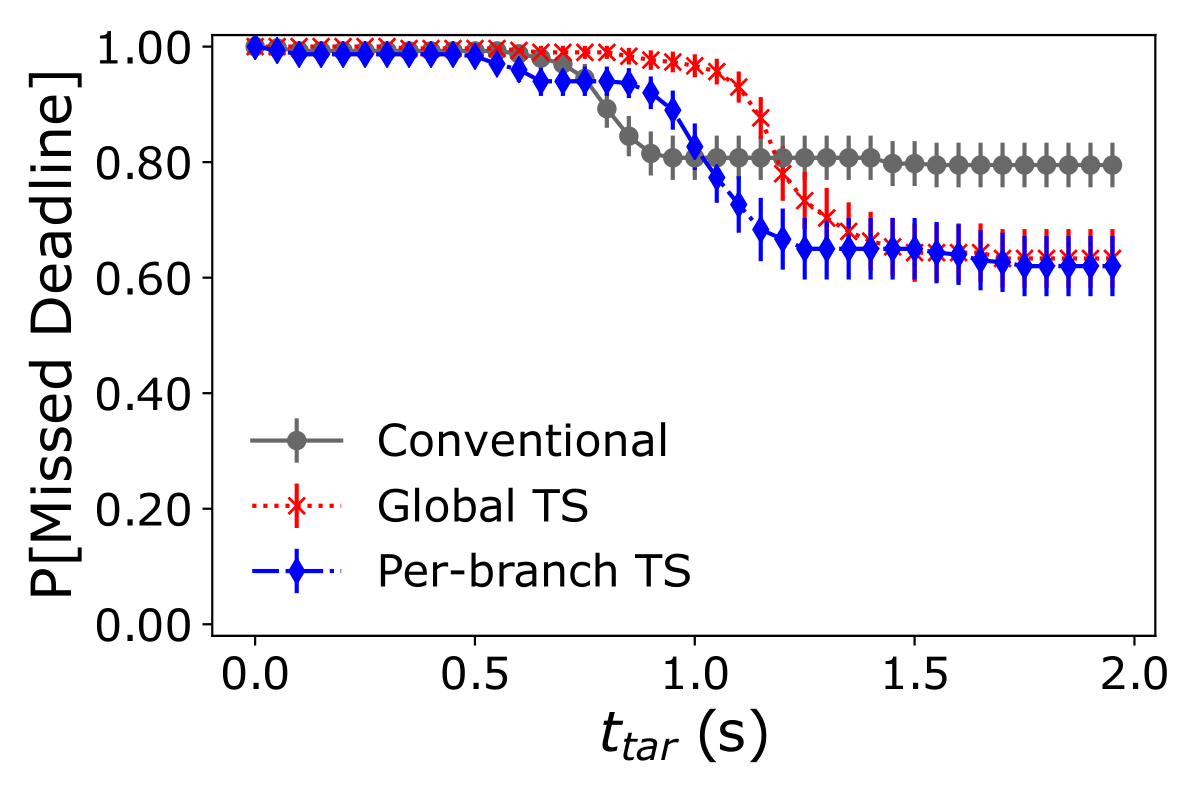 P[Missed Deadline]
1.00
0.80
0.60
0.40
0.20
0.00
Conventional
Global TS
Per-branch TS
0.0 0.5 1.0 1.5 2.0
t_tar (s)